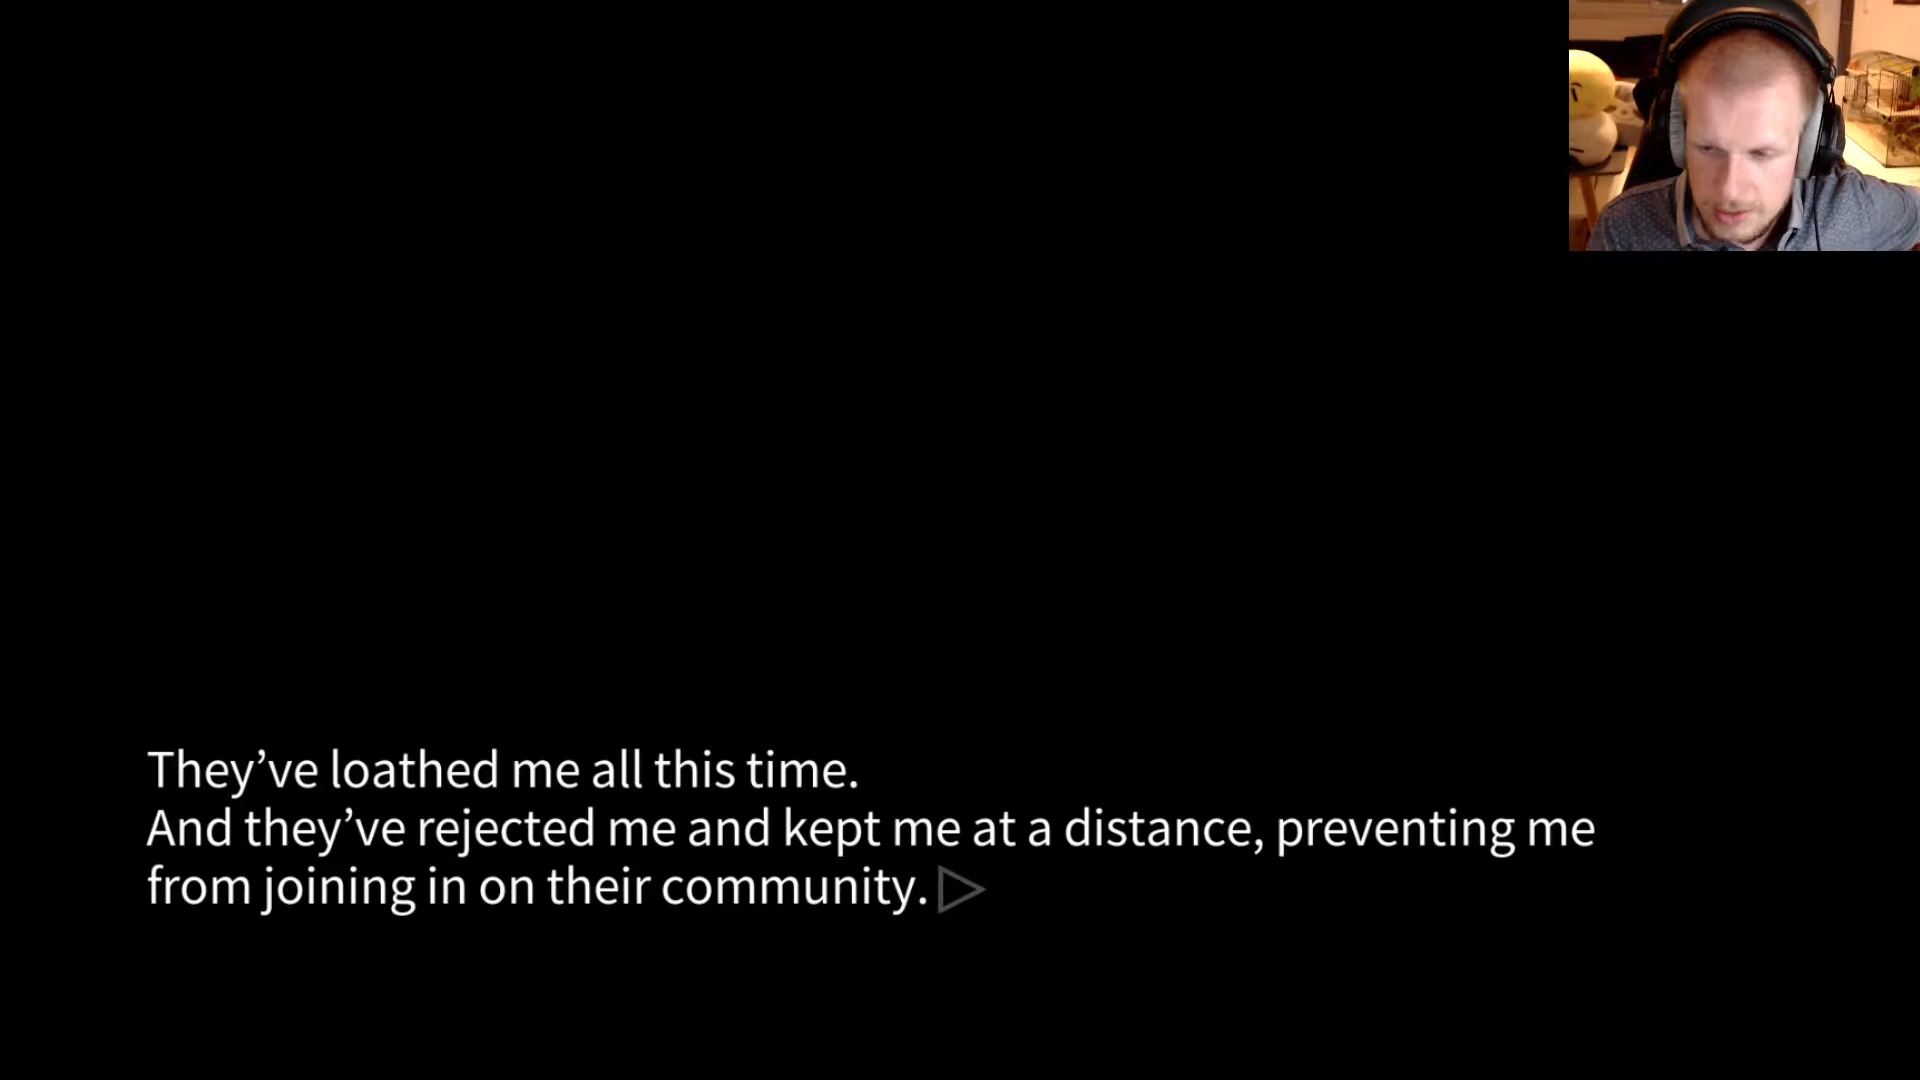 They’ve loathed me all this time.
And they’ve rejected me and kept me at a distance, preventing me
from joining in on their community.